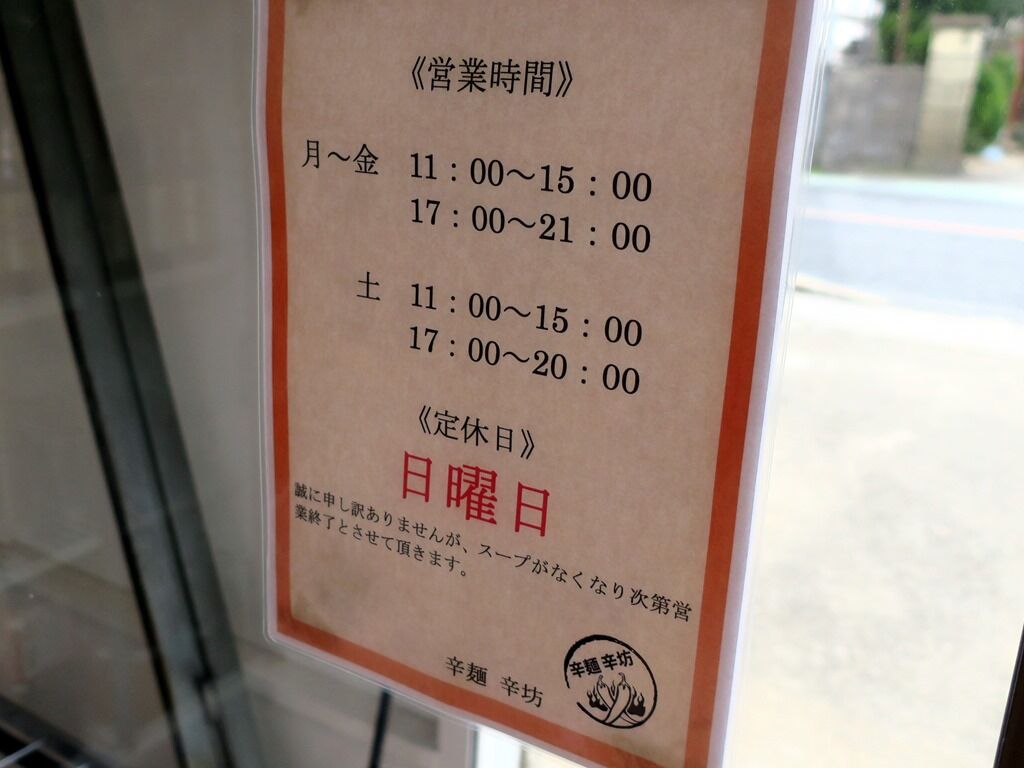 《営業時間》
月～金 11：00～15：00
17：00～21：00
土 11：00～15：00
17：00～20：00
《定休日》
日曜日
誠に申し訳ありませんが、スープがなくなり次第営
業終了とさせて頂きます。
辛麺 辛坊
辛麺 辛坊